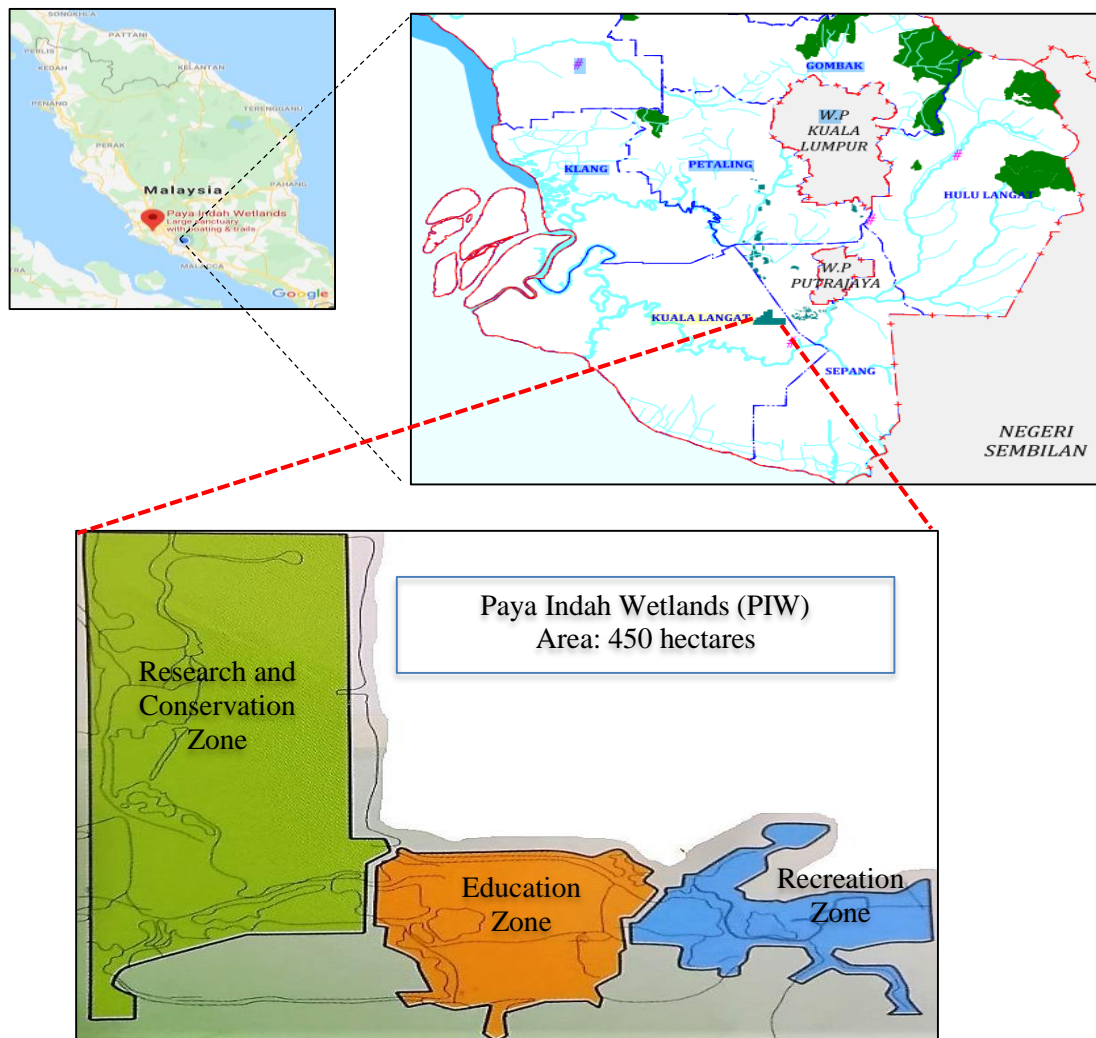 SONGKHLA
PATTANI
PERLIS
KEDAH
KELANTAN
PENANG
TERENGGANU
PERAK
Malaysia
PAHANG
Paya Indah Wetlands
Large sanctuary
with boating & trails
MALACCA
TRA
Google
#
GOMBAK
W.P
KUALA
LUMPUR
#
KLANG
PETALING
HULU LANGAT
#
W.P
PUTRAJAYA
KUALA LANGAT
#
SEPANG
NEGERI
SEMBILAN
Paya Indah Wetlands (PIW)
Area: 450 hectares
Research and
Conservation
Zone
Education
Zone
Recreation
Zone